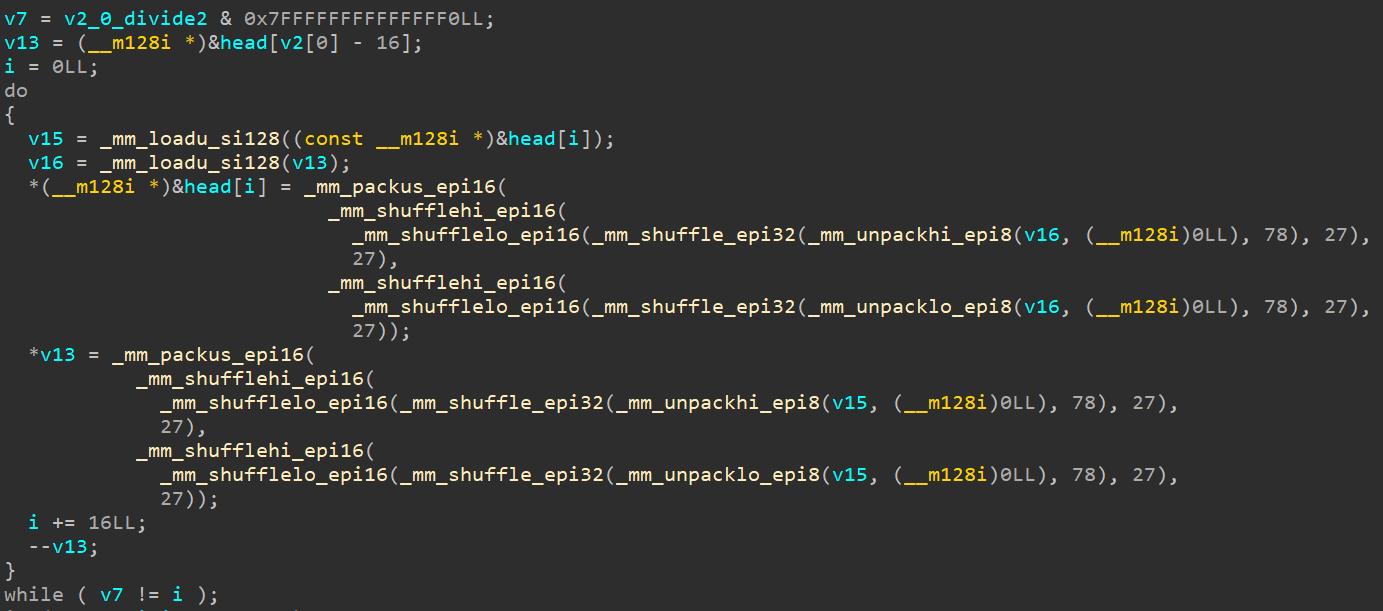 v7 = v2_0_divide2 & 0x7FFFFFFFFFFFFFF0LL;
v13 = (__m128i *)&head[v2[0] - 16];
i = 0LL;
do
{
v15 = _mm_loadu_si128((const __m128i *)&head[i]);
v16 = _mm_loadu_si128(v13);
*(__m128i *)&head[i] = _mm_packus_epi16(
_mm_shufflehi_epi16(
_mm_shufflelo_epi16(_mm_shuffle_epi32(_mm_unpackhi_epi8(v16, (__m128i)0LL), 78), 27),
27),
_mm_shufflehi_epi16(
_mm_shufflelo_epi16(_mm_shuffle_epi32(_mm_unpacklo_epi8(v16, (__m128i)0LL), 78), 27),
27));
*v13 = _mm_packus_epi16(
_mm_shufflehi_epi16(
_mm_shufflelo_epi16(_mm_shuffle_epi32(_mm_unpackhi_epi8(v15, (__m128i)0LL), 78), 27),
27),
_mm_shufflehi_epi16(
_mm_shufflelo_epi16(_mm_shuffle_epi32(_mm_unpacklo_epi8(v15, (__m128i)0LL), 78), 27),
27));
i += 16LL;
--v13;
}
while ( v7 != i );